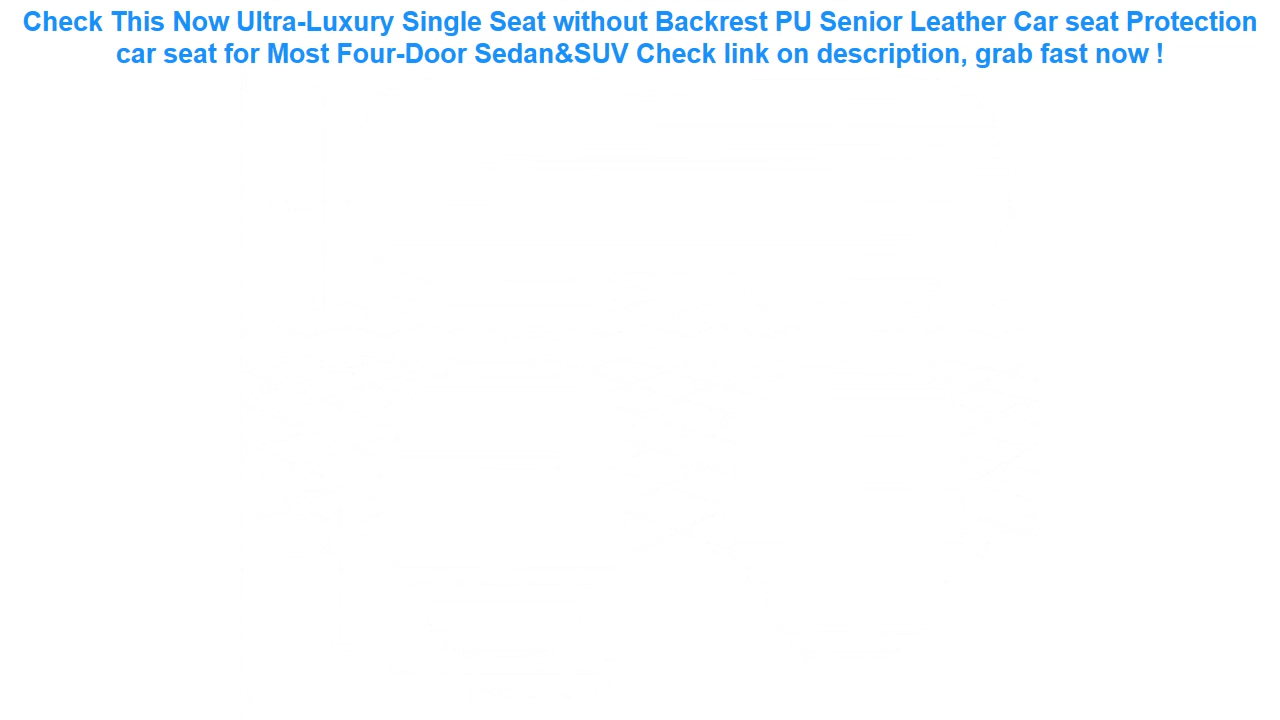 Check This Now Ultra-Luxury Single Seat without Backrest PU Senior Leather Car seat Protection
car seat for Most Four-Door Sedan&SUV Check link on description, grab fast now !